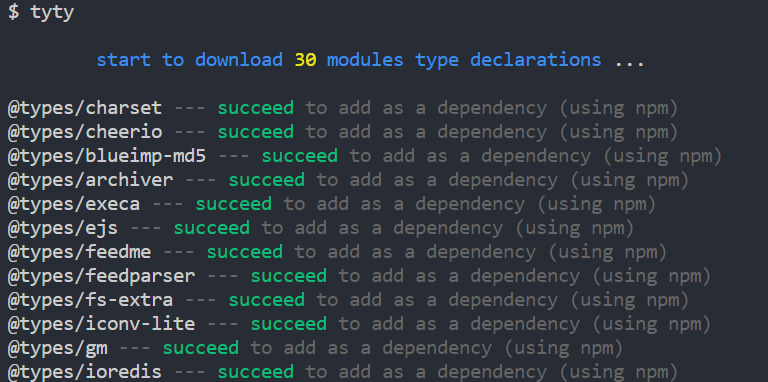 $ tyty
start to download 30 modules type declarations ...
@types/charset --- succeed to add as a dependency (using npm)
@types/cheerio --- succeed to add as a dependency (using npm)
@types/blueimp-md5 --- succeed to add as a dependency (using npm)
@types/archiver --- succeed to add as a dependency (using npm)
@types/execa --- succeed to add as a dependency (using npm)
@types/ejs --- succeed to add as a dependency (using npm)
@types/feedme --- succeed to add as a dependency (using npm)
@types/feedparser --- succeed to add as a dependency (using npm)
@types/fs-extra --- succeed to add as a dependency (using npm)
@types/iconv-lite --- succeed to add as a dependency (using npm)
@types/gm --- succeed to add as a dependency (using npm)
@types/ioredis --- succeed to add as a dependency (using npm)